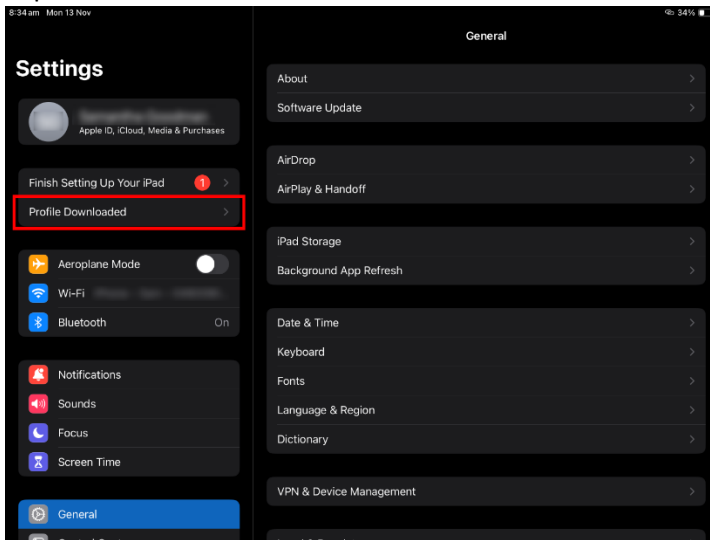 8:34 am Mon 13 Nov
34%
General
Settings
Apple ID, iCloud, Media & Purchases
Finish Setting Up Your iPad 1
Profile Downloaded
Aeroplane Mode
Wi-Fi
Bluetooth On
Notifications
Sounds
Focus
Screen Time
General
About
Software Update
AirDrop
AirPlay & Handoff
iPad Storage
Background App Refresh
Date & Time
Keyboard
Fonts
Language & Region
Dictionary
VPN & Device Management